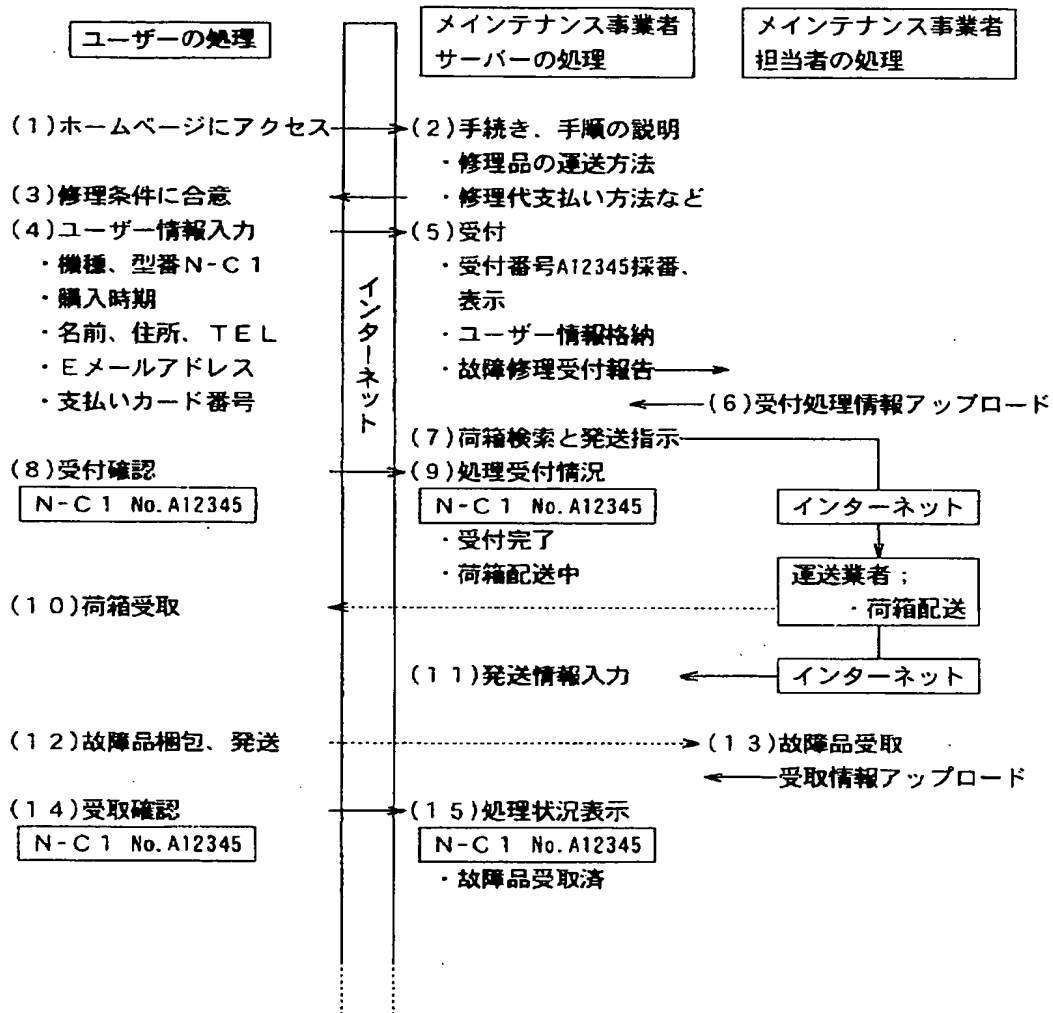 ユーザーの処理
メインテナンス事業者
サーバーの処理
メインテナンス事業者
担当者の処理
インターネット
(1)ホームページにアクセス
(2)手続き、手順の説明
・修理品の運送方法
(3)修理条件に合意
・修理代支払い方法など
(4)ユーザー情報入力
(5)受付
・機種、型番N-C1
・受付番号A12345採番、
・購入時期
表示
・名前、住所、TEL
・ユーザー情報格納
・Eメールアドレス
・故障修理受付報告
・支払いカード番号
(6)受付処理情報アップロード
(7)荷箱検索と発送指示
(8)受付確認
(9)処理受付情況
N-C1 No.A12345
N-C1 No.A12345
インターネット
・受付完了
・荷箱配送中
運送業者;
・荷箱配送
(10)荷箱受取
(11)発送情報入力
インターネット
(12)故障品梱包、発送
(13)故障品受取
受取情報アップロード
(14)受取確認
(15)処理状況表示
N-C1 No.A12345
N-C1 No.A12345
・故障品受取済